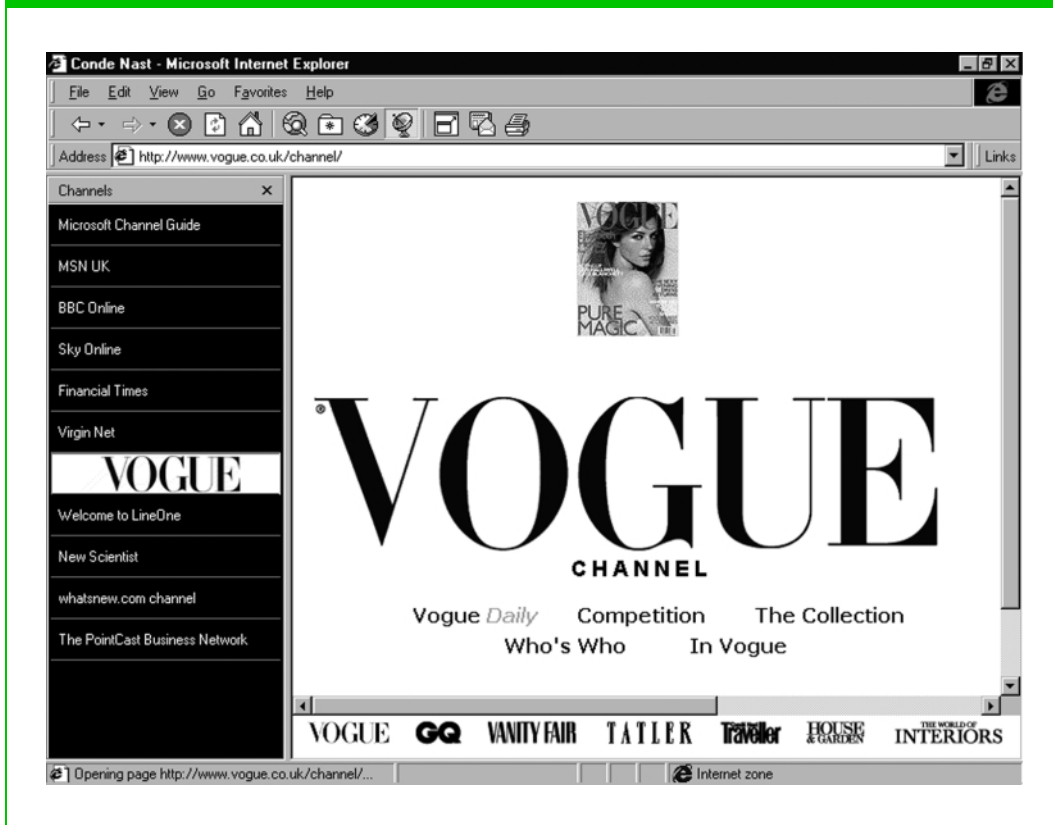 Conde Nast - Microsoft Internet Explorer
File Edit View Go Favorites Help
Address http://www.vogue.co.uk/channel/ Links
Channels
Microsoft Channel Guide
MSN UK
BBC Online
Sky Online
Financial Times
Virgin Net
VOGUE
Welcome to LineOne
New Scientist
whatsnew.com channel
The PointCast Business Network
VOGUE
PURE
MAGIC
® VOGUE
CHANNEL
Vogue Daily Competition The Collection
Who's Who In Vogue
VOGUE GQ VANITY FAIR TATLER Traveller HOUSE & GARDEN THE WORLD OF INTERIORS
Opening page http://www.vogue.co.uk/channel/... Internet zone